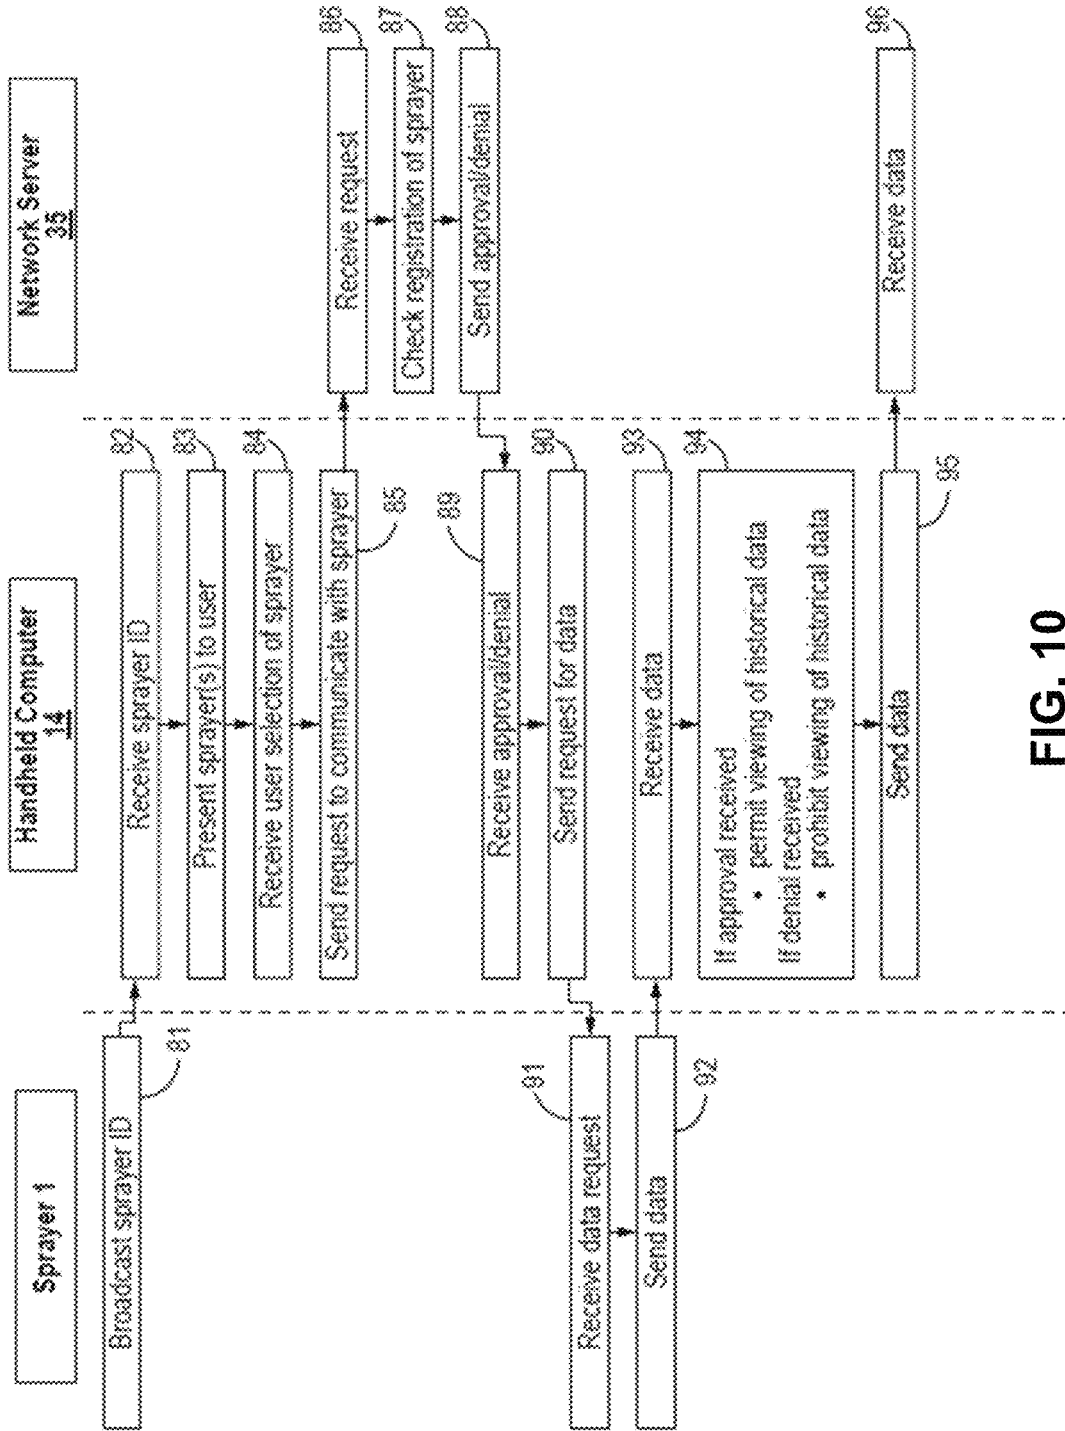 Sprayer 1
Handheld Computer
14
Network Server
35
Broadcast sprayer ID
81
Receive sprayer ID
82
Present sprayer(s) to user
83
Receive user selection of sprayer
84
Send request to communicate with sprayer
85
Receive request
86
Check registration of sprayer
87
Send approval/denial
88
Receive approval/denial
89
Send request for data
90
Receive data request
91
Send data
92
Receive data
93
If approval received
• permit viewing of historical data
If denial received
• prohibit viewing of historical data
94
Send data
95
Receive data
96
FIG. 10